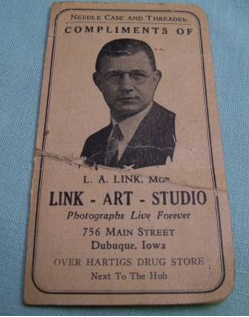 NEEDLE CASE AND THREADER
COMPLIMENTS OF
L. A. LINK, MGR.
LINK - ART - STUDIO
Photographs Live Forever
756 MAIN STREET
Dubuque, Iowa
OVER HARTIGS DRUG STORE
Next To The Hub